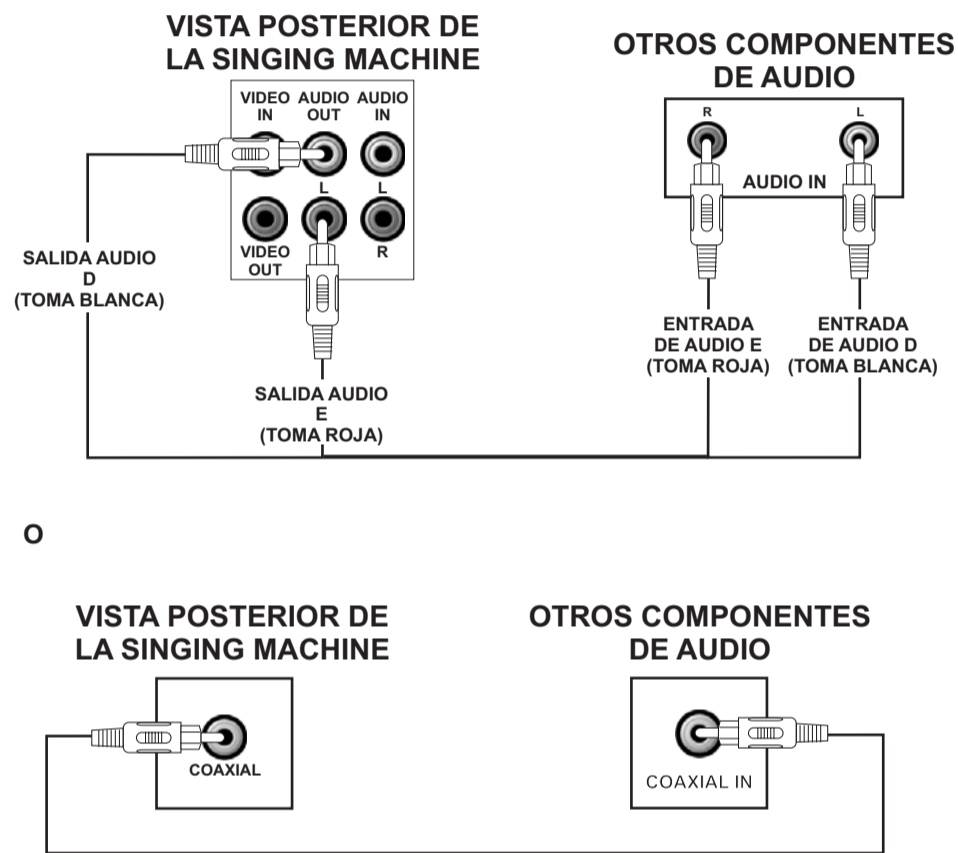 VISTA POSTERIOR DE
LA SINGING MACHINE
OTROS COMPONENTES
DE AUDIO
VIDEO IN
AUDIO OUT
AUDIO IN
L
L
VIDEO OUT
R
R
L
AUDIO IN
SALIDA AUDIO
D
(TOMA BLANCA)
SALIDA AUDIO
E
(TOMA ROJA)
ENTRADA
DE AUDIO E
(TOMA ROJA)
ENTRADA
DE AUDIO D
(TOMA BLANCA)
O
VISTA POSTERIOR DE
LA SINGING MACHINE
OTROS COMPONENTES
DE AUDIO
COAXIAL
COAXIAL IN